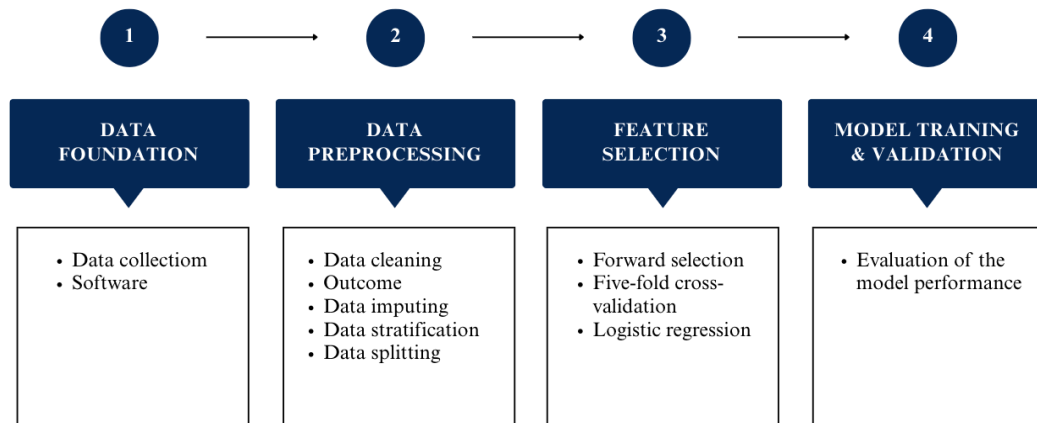 1
2
3
4
DATA
FOUNDATION
DATA
PREPROCESSING
FEATURE
SELECTION
MODEL TRAINING
& VALIDATION
• Data collectiom
• Software
• Data cleaning
• Outcome
• Data imputing
• Data stratification
• Data splitting
• Forward selection
• Five-fold cross-
validation
• Logistic regression
• Evaluation of the
model performance